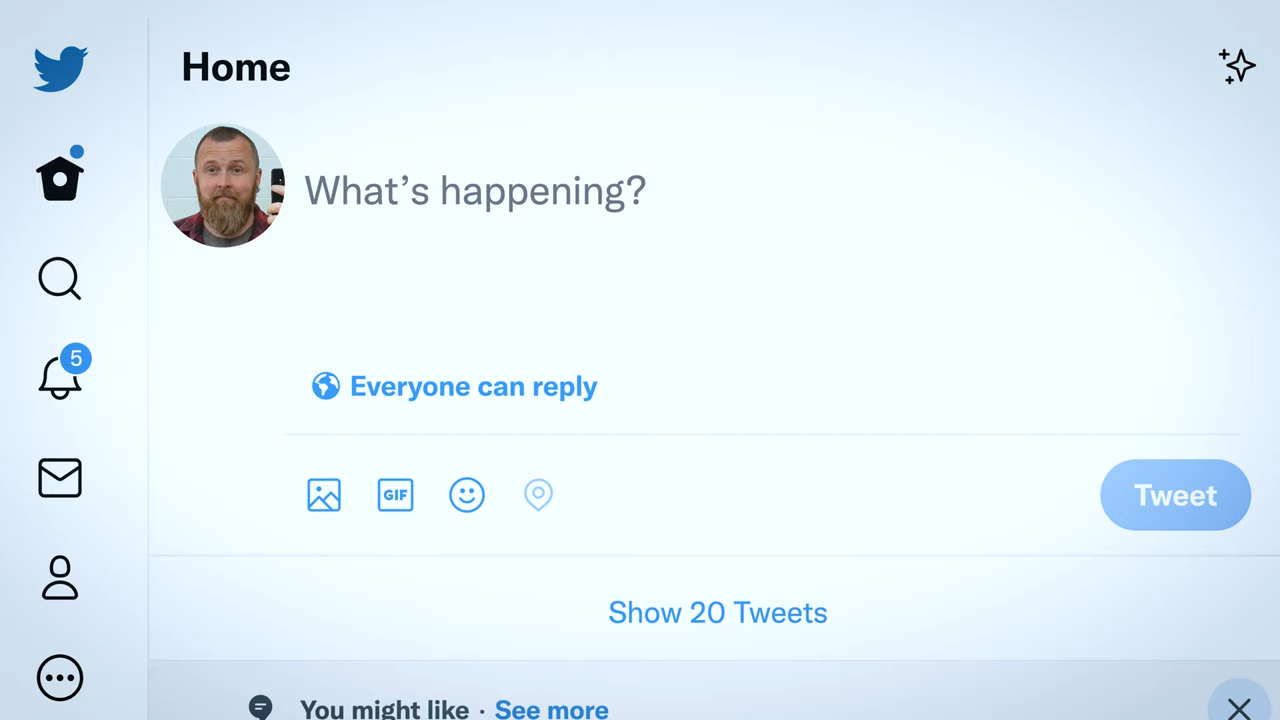 Home
What's happening?
5
Everyone can reply
GIF
Tweet
Show 20 Tweets
You might like · See more